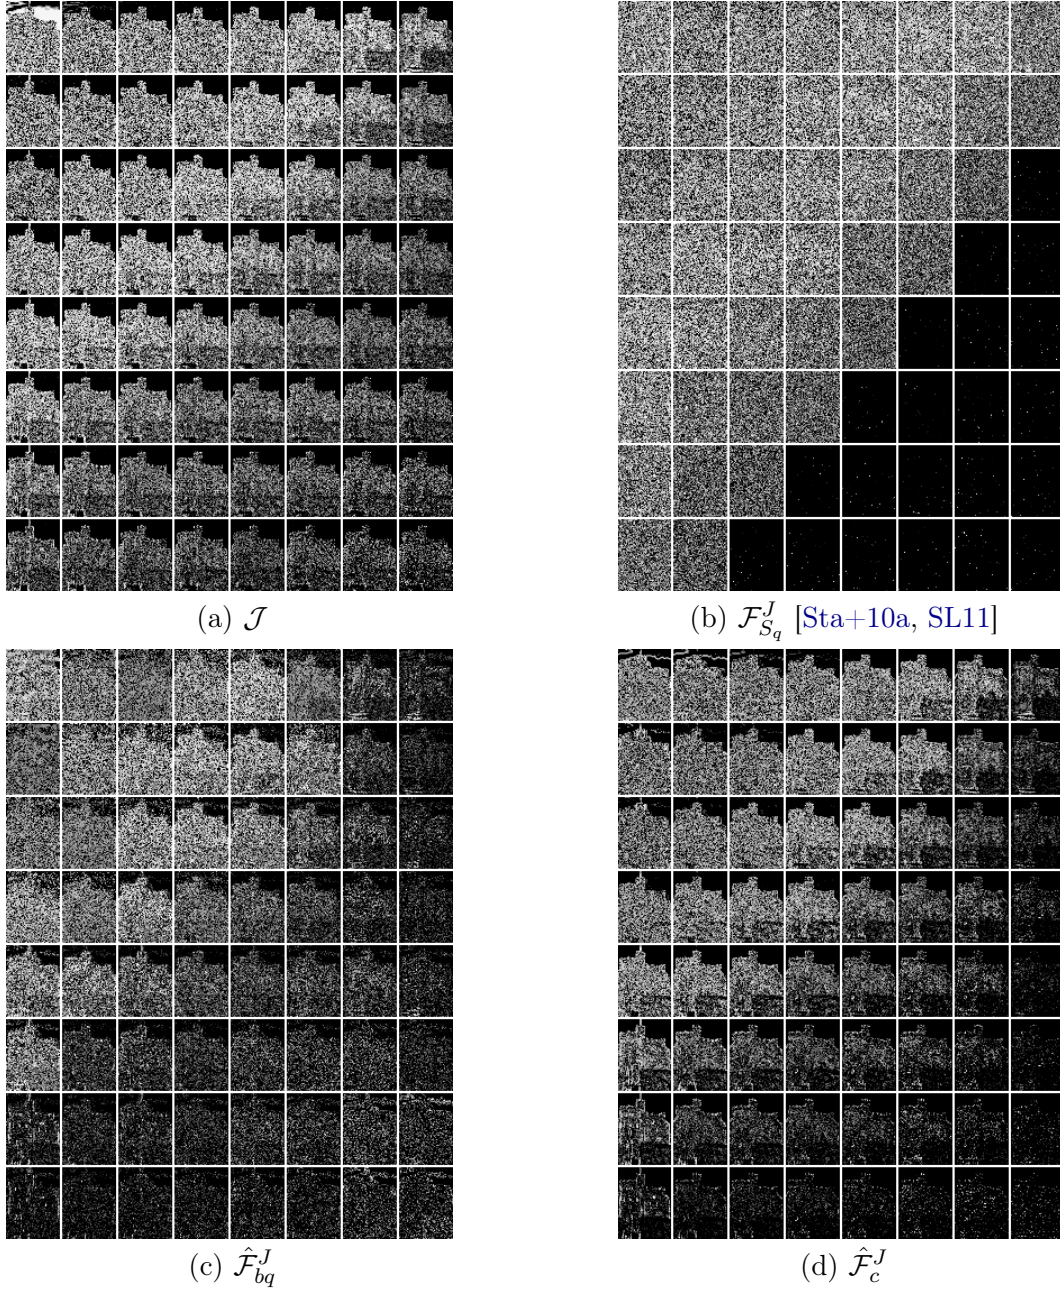 (a) 𝒥
(b) ℱ^J_{S_q} [Sta+10a, SL11]
(c) ℱ̂^J_{bq}
(d) ℱ̂^J_c